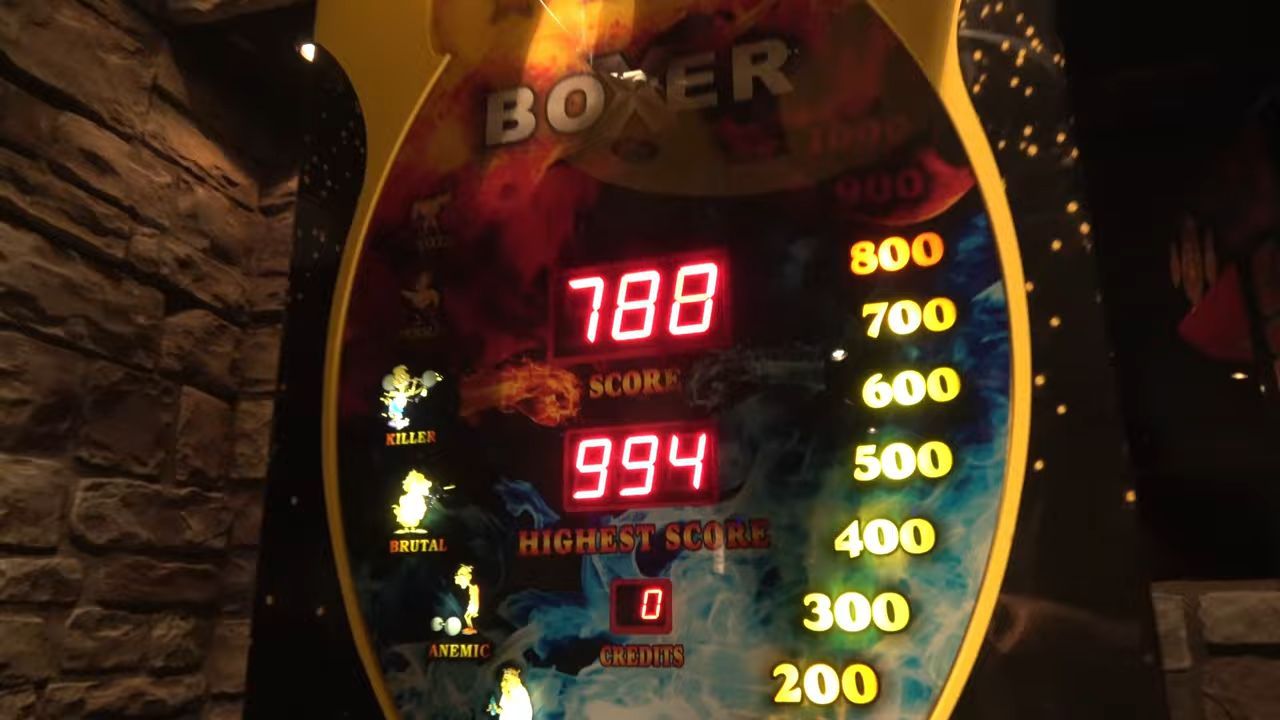 BOXER
1000
900
800
788
700
SCORE
600
KILLER
994
500
HIGHEST SCORE
400
BRUTAL
0
300
CREDITS
ANEMIC
200